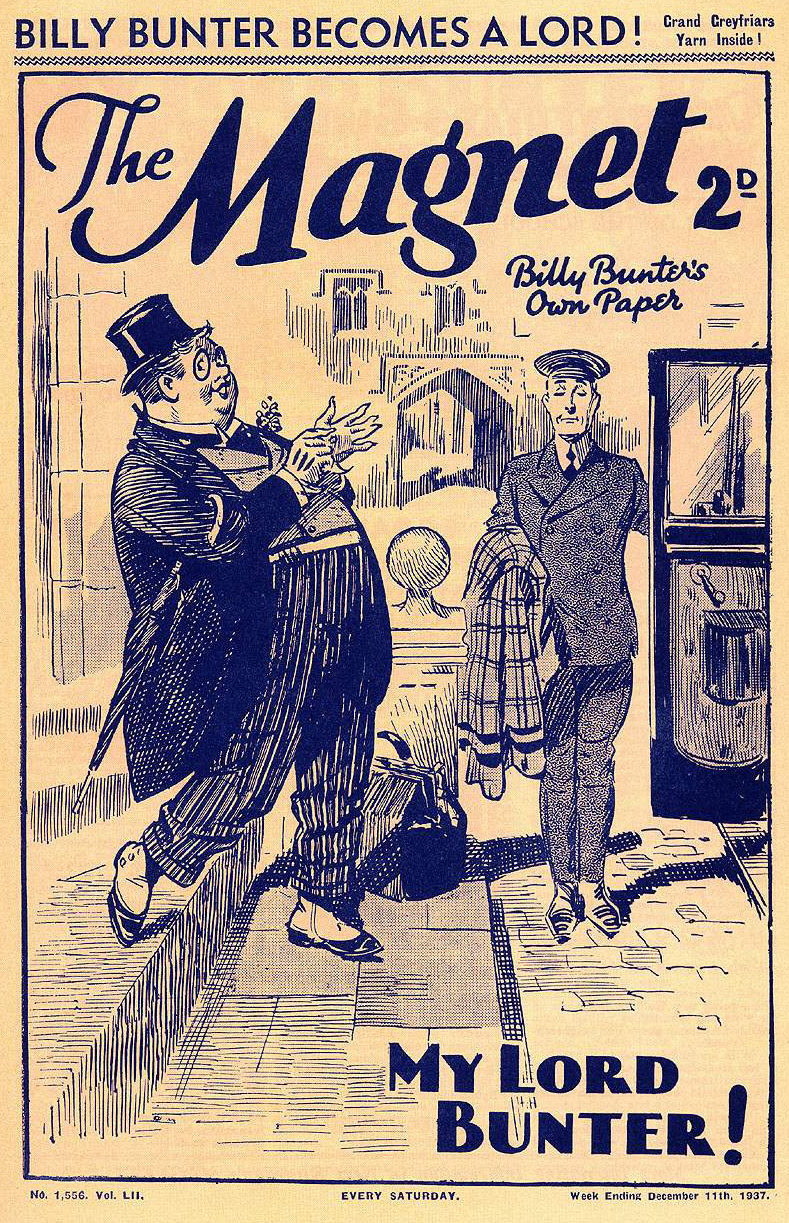 BILLY BUNTER BECOMES A LORD!
Grand Greyfriars
Yarn Inside!
The Magnet 2D
Billy Bunter's
Own Paper
MY LORD
BUNTER!
No. 1,556. Vol. LII.
EVERY SATURDAY.
Week Ending December 11th, 1937.